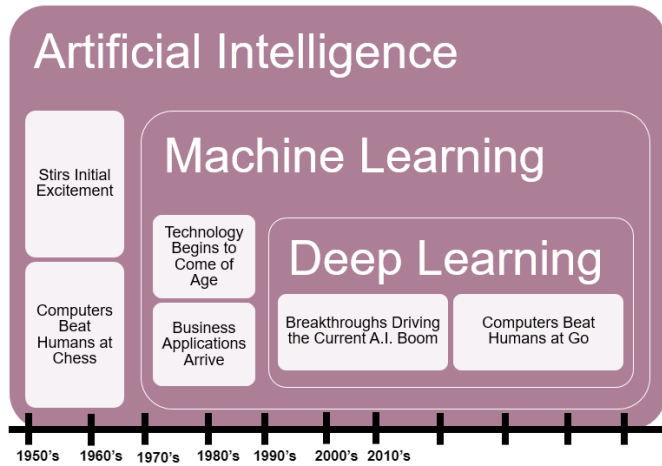 Artificial Intelligence
Stirs Initial
Excitement
Computers
Beat
Humans at
Chess
Machine Learning
Technology
Begins to
Come of
Age
Business
Applications
Arrive
Deep Learning
Breakthroughs Driving
the Current A.I. Boom
Computers Beat
Humans at Go
1950's 1960's 1970's 1980's 1990's 2000's 2010's